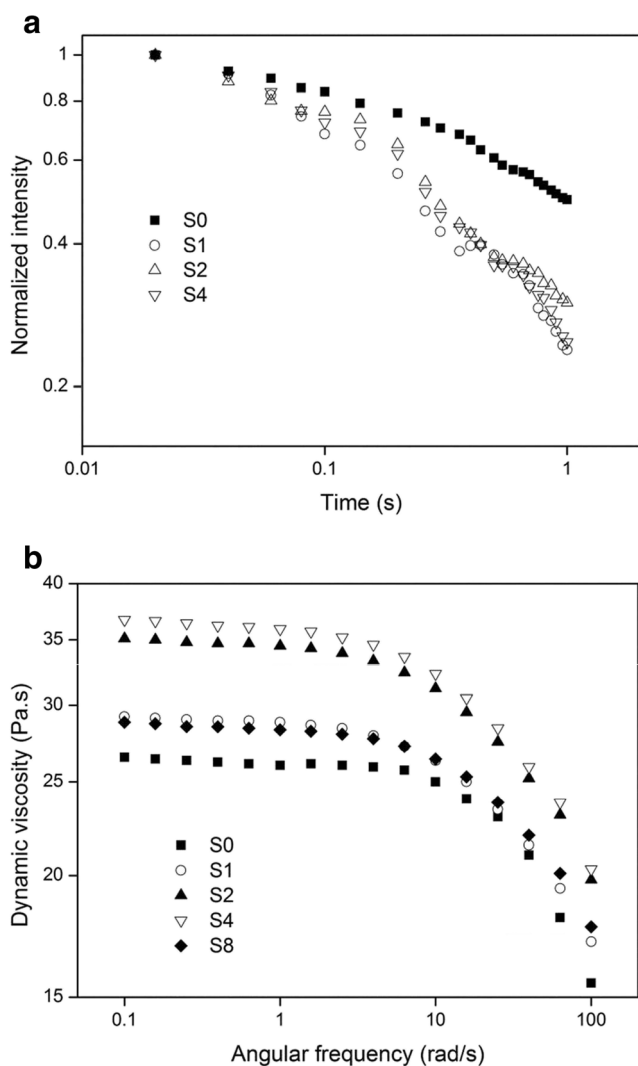 a
1
0.8
0.6
0.4
0.2
Normalized intensity
S0
S1
S2
S4
0.01
0.1
1
Time (s)
b
40
35
30
25
20
15
Dynamic viscosity (Pa.s)
S0
S1
S2
S4
S8
0.1
1
10
100
Angular frequency (rad/s)